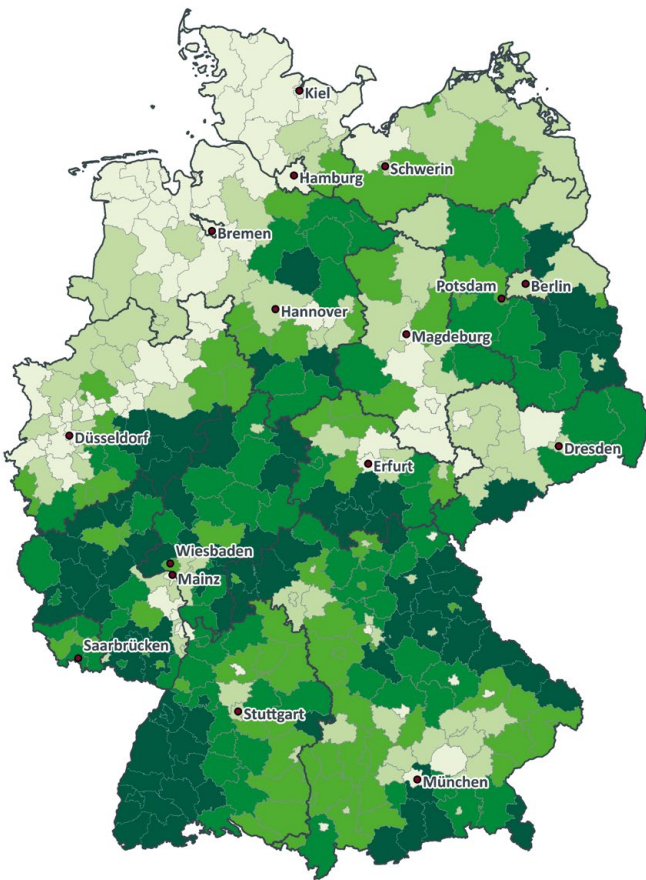 Kiel
Schwerin
Hamburg
Bremen
Potsdam
Berlin
Hannover
Magdeburg
Düsseldorf
Dresden
Erfurt
Wiesbaden
Mainz
Saarbrücken
Stuttgart
München